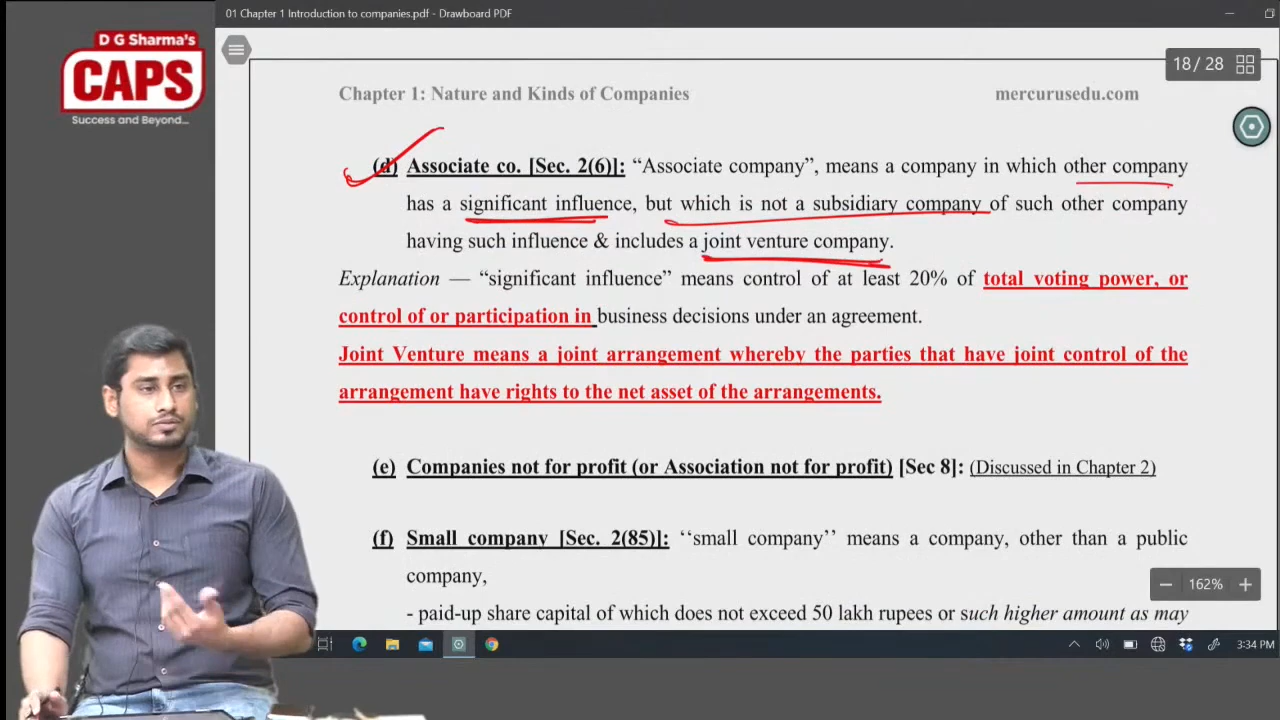 01 Chapter 1 Introduction to companies.pdf - Drawboard PDF
D G Sharma's
CAPS
Success and Beyond...
18 / 28
Chapter 1: Nature and Kinds of Companies
mercurusedu.com
(d) Associate co. [Sec. 2(6)]: “Associate company”, means a company in which other company
has a significant influence, but which is not a subsidiary company of such other company
having such influence & includes a joint venture company.
Explanation — “significant influence” means control of at least 20% of total voting power, or
control of or participation in business decisions under an agreement.
Joint Venture means a joint arrangement whereby the parties that have joint control of the
arrangement have rights to the net asset of the arrangements.
(e) Companies not for profit (or Association not for profit) [Sec 8]: (Discussed in Chapter 2)
(f) Small company [Sec. 2(85)]: ‘‘small company’’ means a company, other than a public
company,
- paid-up share capital of which does not exceed 50 lakh rupees or such higher amount as may
162%
3:34 PM